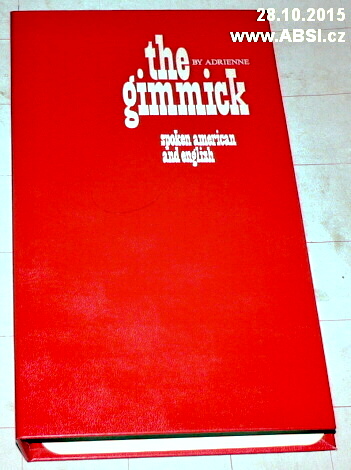 28.10.2015
www.ABSI.cz
the BY ADRIENNE
gimmick
spoken american
and english